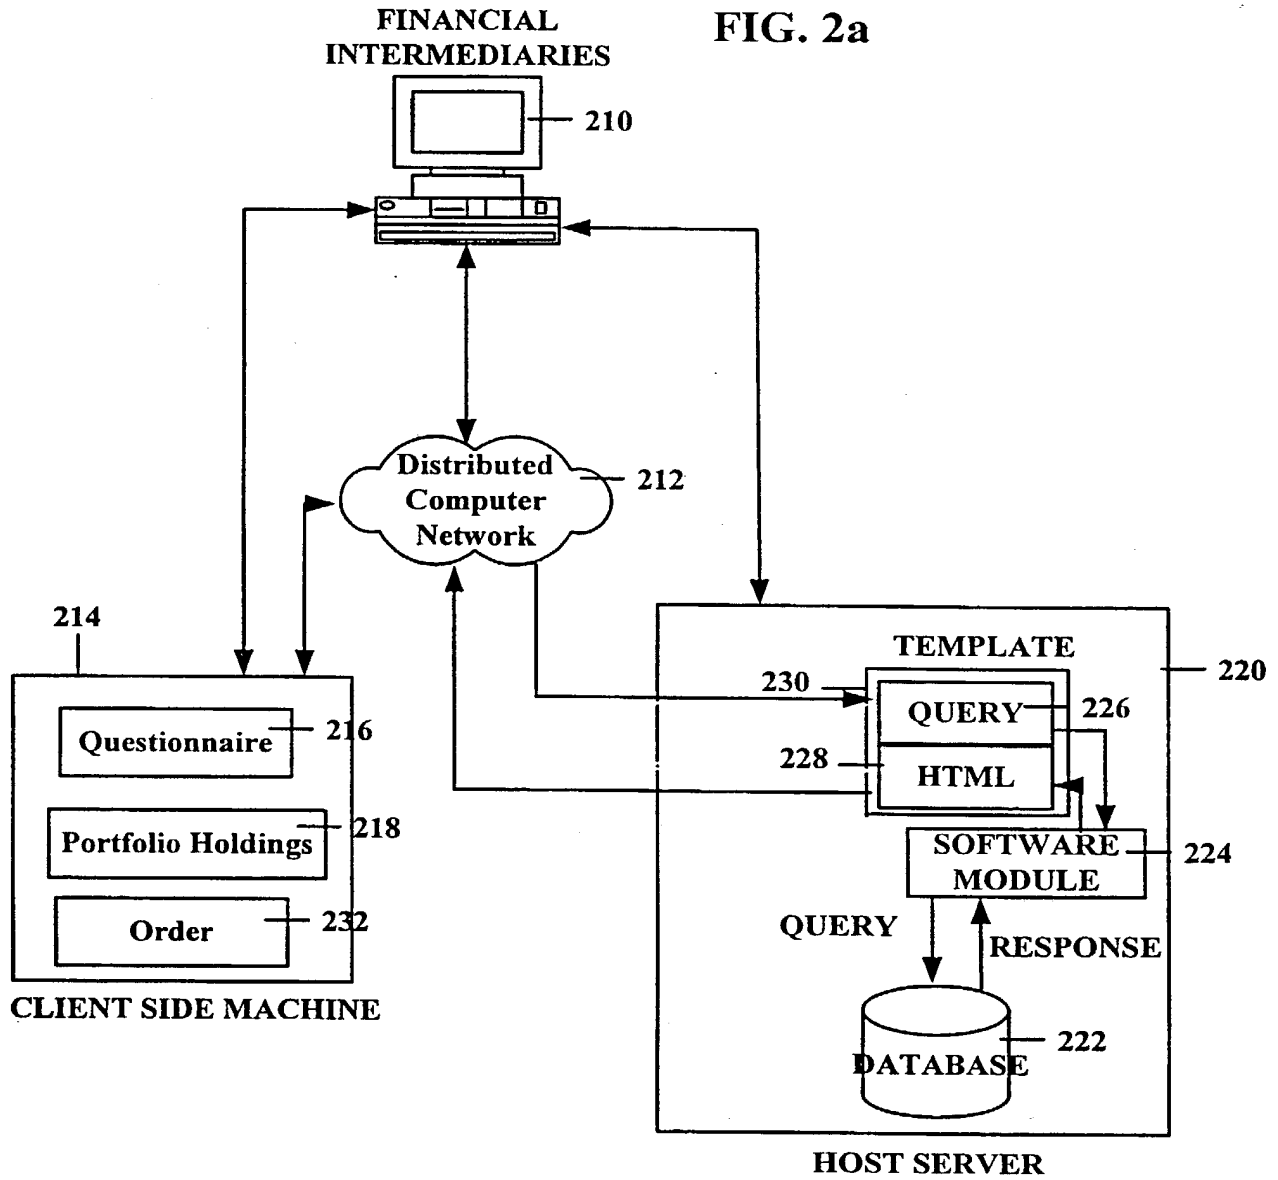 FIG. 2a
FINANCIAL
INTERMEDIARIES
210
Distributed
Computer
Network
212
214
Questionnaire
216
Portfolio Holdings
218
Order
232
CLIENT SIDE MACHINE
TEMPLATE
220
230
QUERY
226
228
HTML
SOFTWARE
MODULE
224
QUERY
RESPONSE
DATABASE
222
HOST SERVER